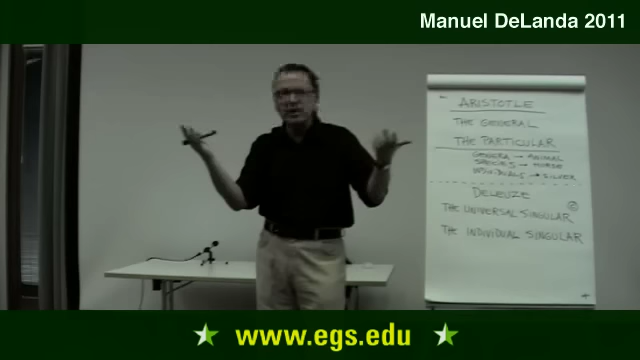 Manuel DeLanda 2011
ARISTOTLE
THE GENERAL
THE PARTICULAR
GENERA → ANIMAL
SPECIES → HORSE
INDIVIDUALS → SILVER
DELEUZE
THE UNIVERSAL SINGULAR
THE INDIVIDUAL SINGULAR
www.egs.edu